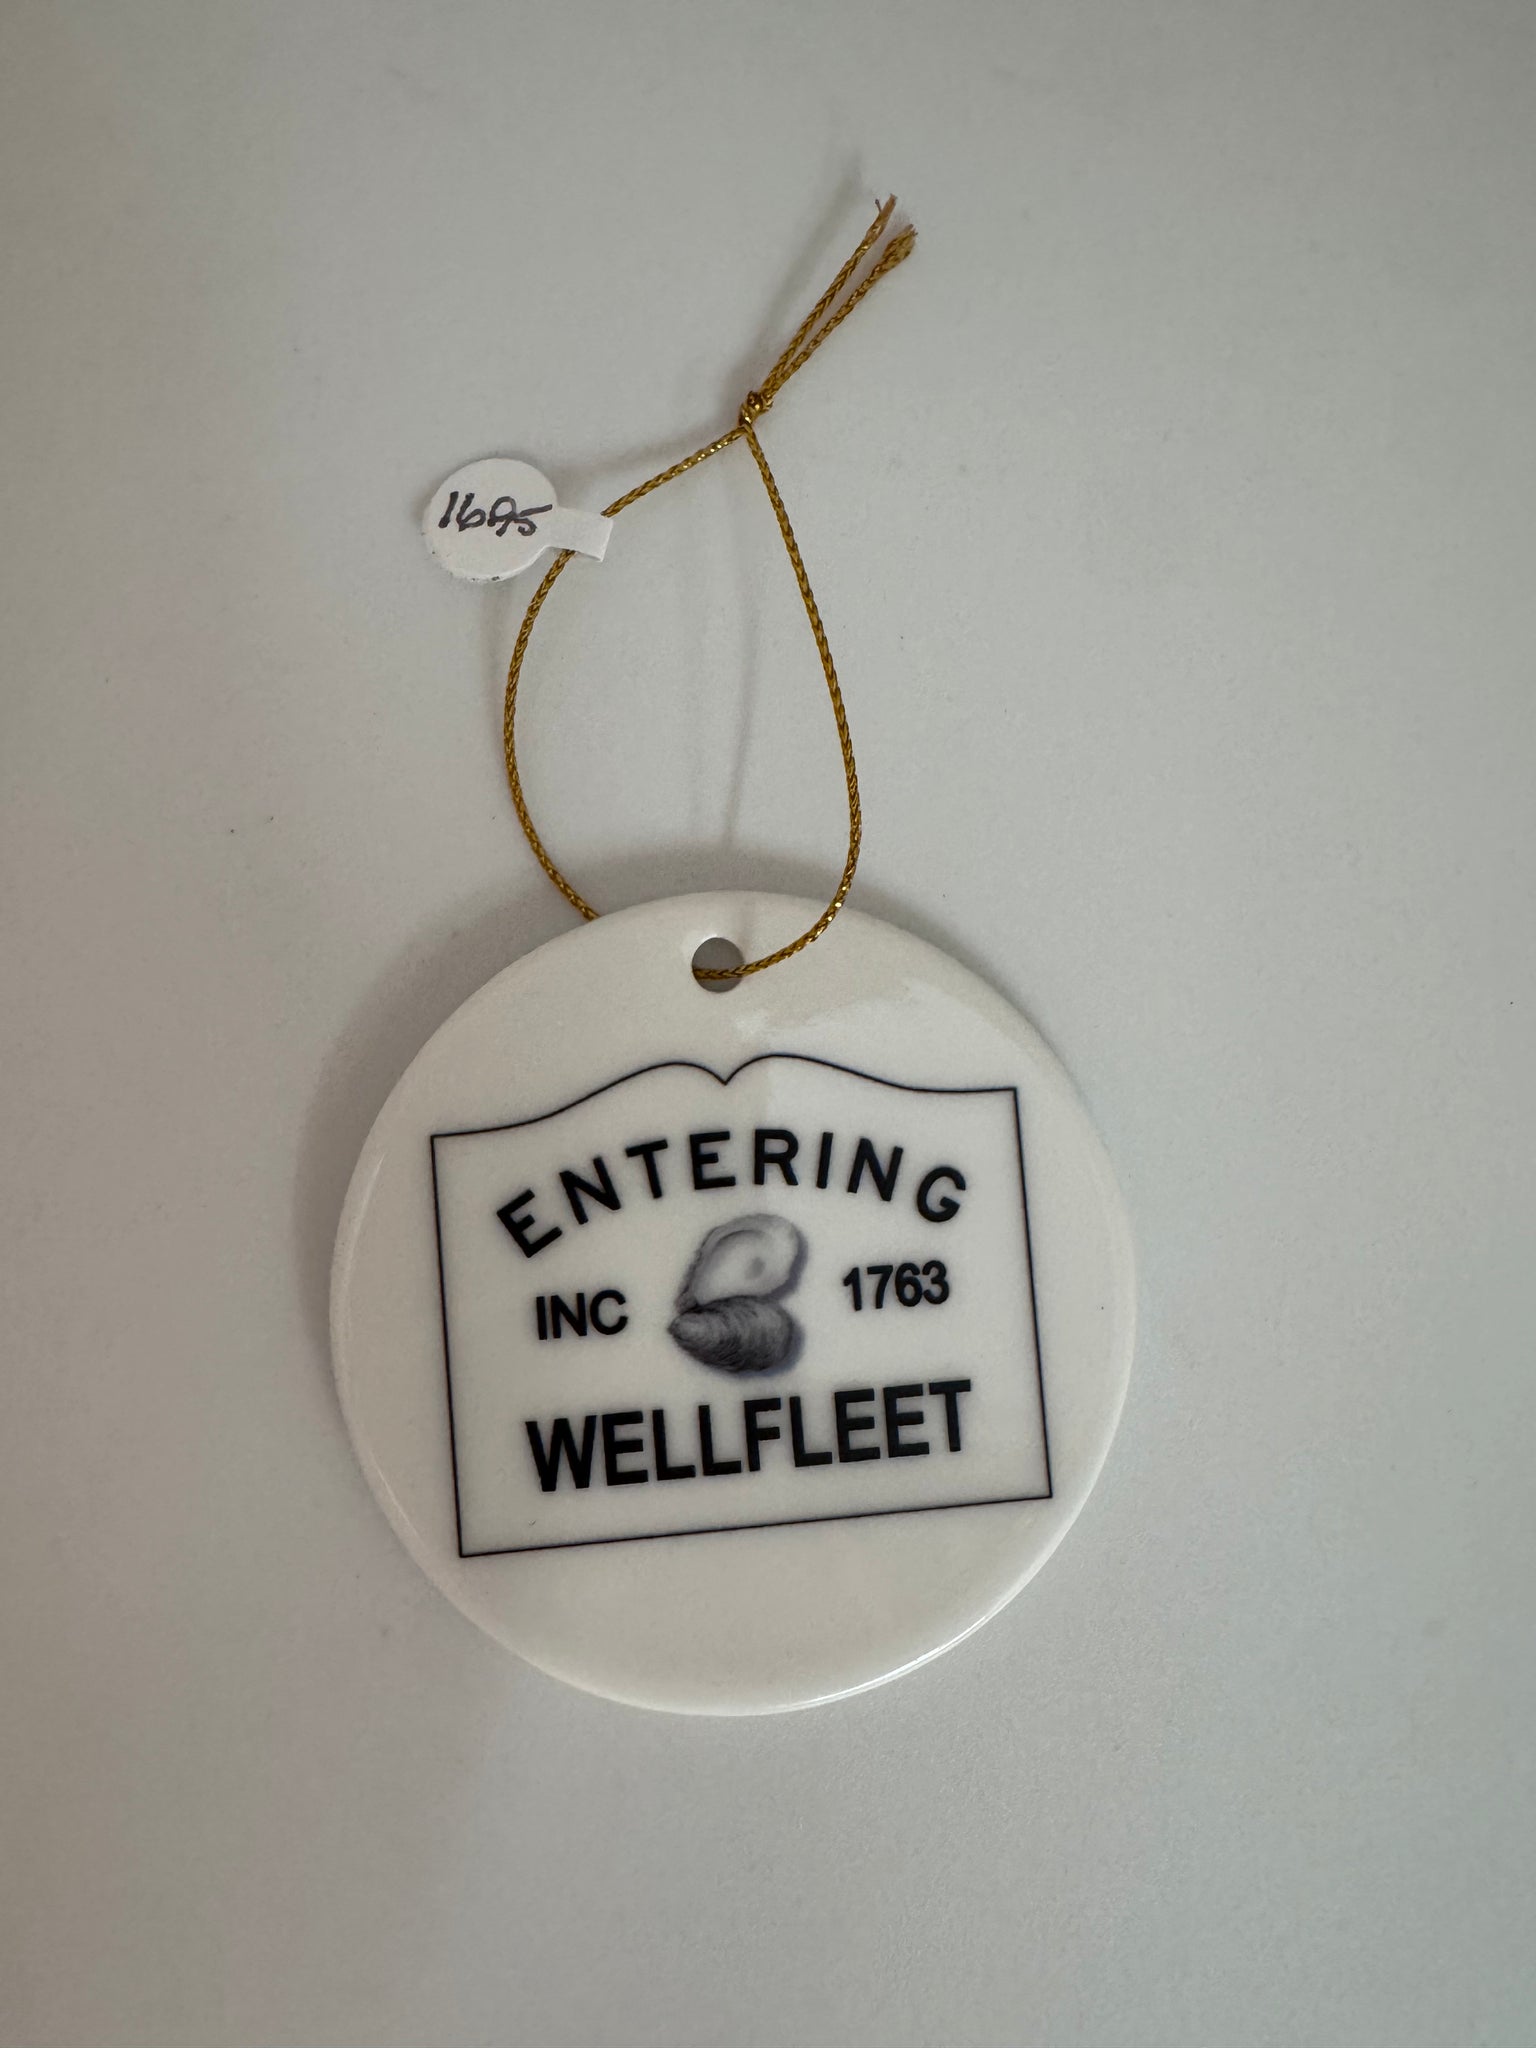 1695
ENTERING
INC 1763
WELLFLEET